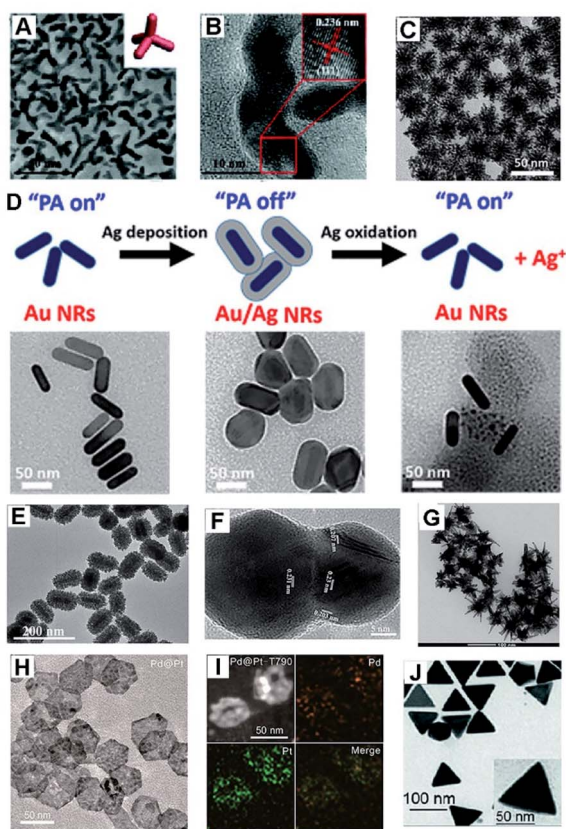 A
B
0.236 nm
(111)
10 nm
C
50 nm
D
"PA on"
"PA off"
"PA on"
Ag deposition
Ag oxidation
+ Ag⁺
Au NRs
Au/Ag NRs
Au NRs
50 nm
50 nm
50 nm
E
200 nm
F
5 nm
G
H
Pd@Pt
50 nm
I
Pd@Pt T790
Pd
50 nm
Pt
Merge
J
100 nm
50 nm